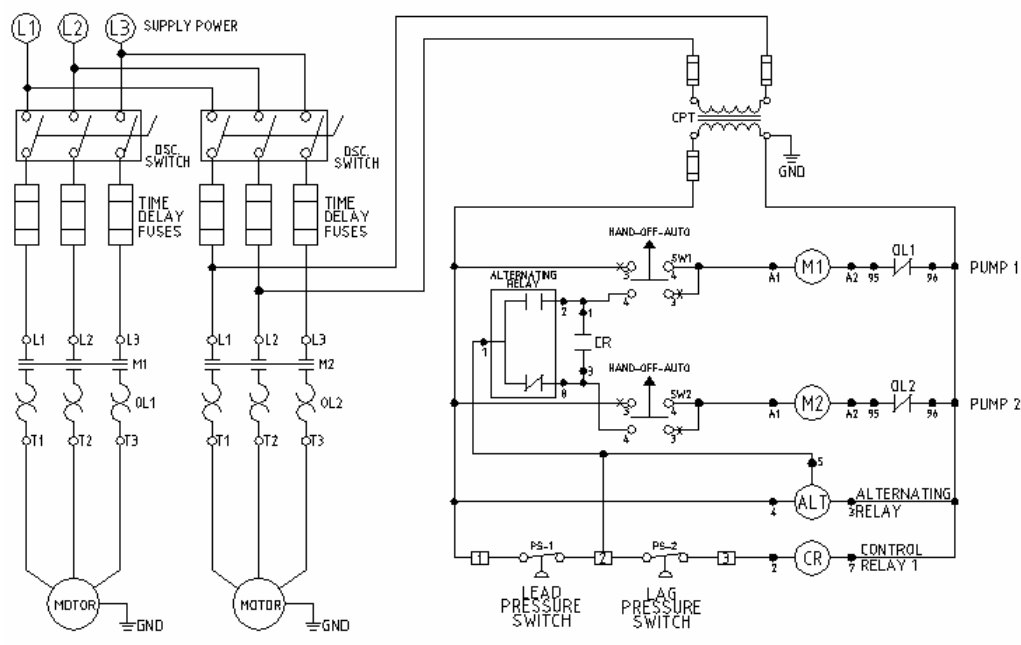 L1 L2 L3 SUPPLY POWER
CPT
GND
DSC.
SWITCH
DSC.
SWITCH
TIME
DELAY
FUSES
TIME
DELAY
FUSES
HAND-OFF-AUTO
X 3 4 SW1
A1 M1 A2 95 OL1 96 PUMP 1
4 3 X
ALTERNATING
RELAY
2 1
1
CR
3
8
L1 L2 L3 M1
L1 L2 L3 M2
OL1
OL2
T1 T2 T3
T1 T2 T3
HAND-OFF-AUTO
X 3 4 SW2
A1 M2 A2 95 OL2 96 PUMP 2
4 3 X
5
4 ALT 3 ALTERNATING
RELAY
1 PS-1 2 PS-2 3
2 CR 7 CONTROL
RELAY 1
LEAD
PRESSURE
SWITCH
LAG
PRESSURE
SWITCH
MOTOR GND
MOTOR GND